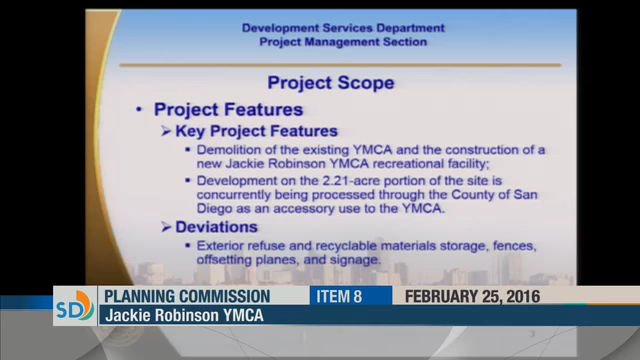 Development Services Department
Project Management Section
Project Scope
• Project Features
➢ Key Project Features
▪ Demolition of the existing YMCA and the construction of a
new Jackie Robinson YMCA recreational facility;
▪ Development on the 2.21-acre portion of the site is
concurrently being processed through the County of San
Diego as an accessory use to the YMCA.
➢ Deviations
▪ Exterior refuse and recyclable materials storage, fences,
offsetting planes, and signage.
3
SD
PLANNING COMMISSION
ITEM 8
FEBRUARY 25, 2016
Jackie Robinson YMCA